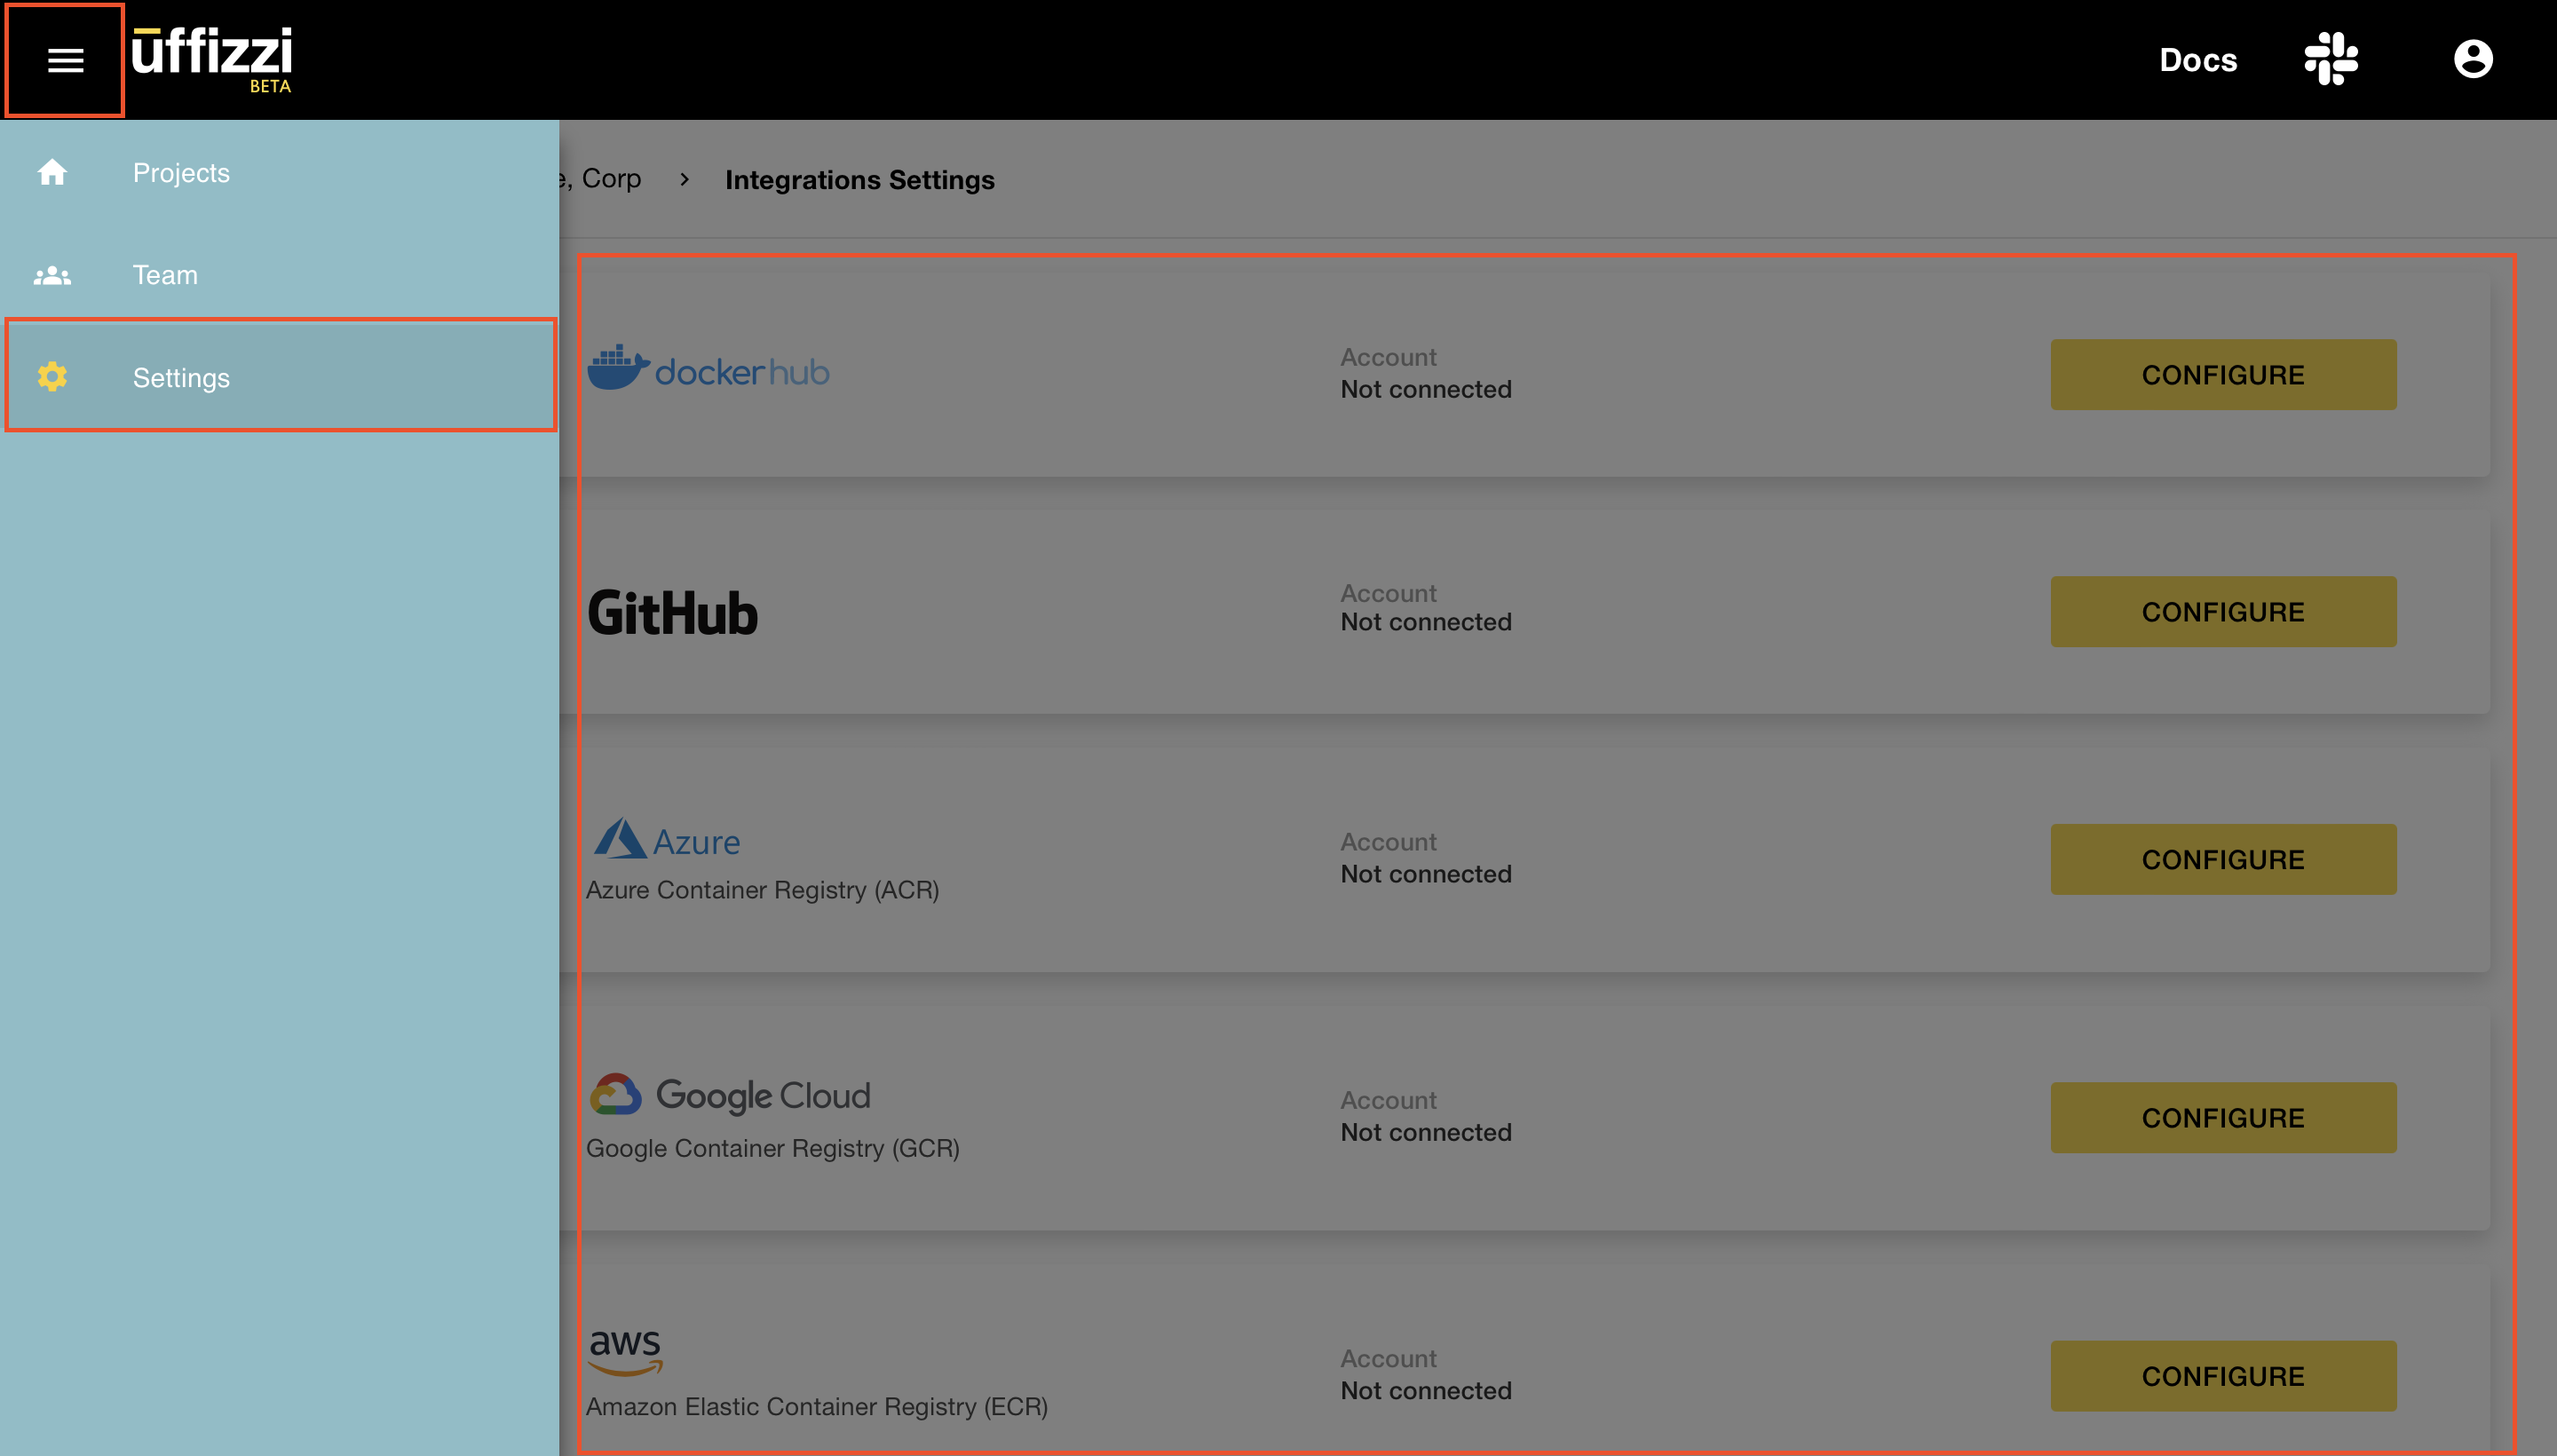 uffizzi
BETA
Docs
Projects
Team
Settings
e, Corp > Integrations Settings
docker hub
Account
Not connected
CONFIGURE
GitHub
Account
Not connected
CONFIGURE
Azure
Azure Container Registry (ACR)
Account
Not connected
CONFIGURE
Google Cloud
Google Container Registry (GCR)
Account
Not connected
CONFIGURE
aws
Amazon Elastic Container Registry (ECR)
Account
Not connected
CONFIGURE